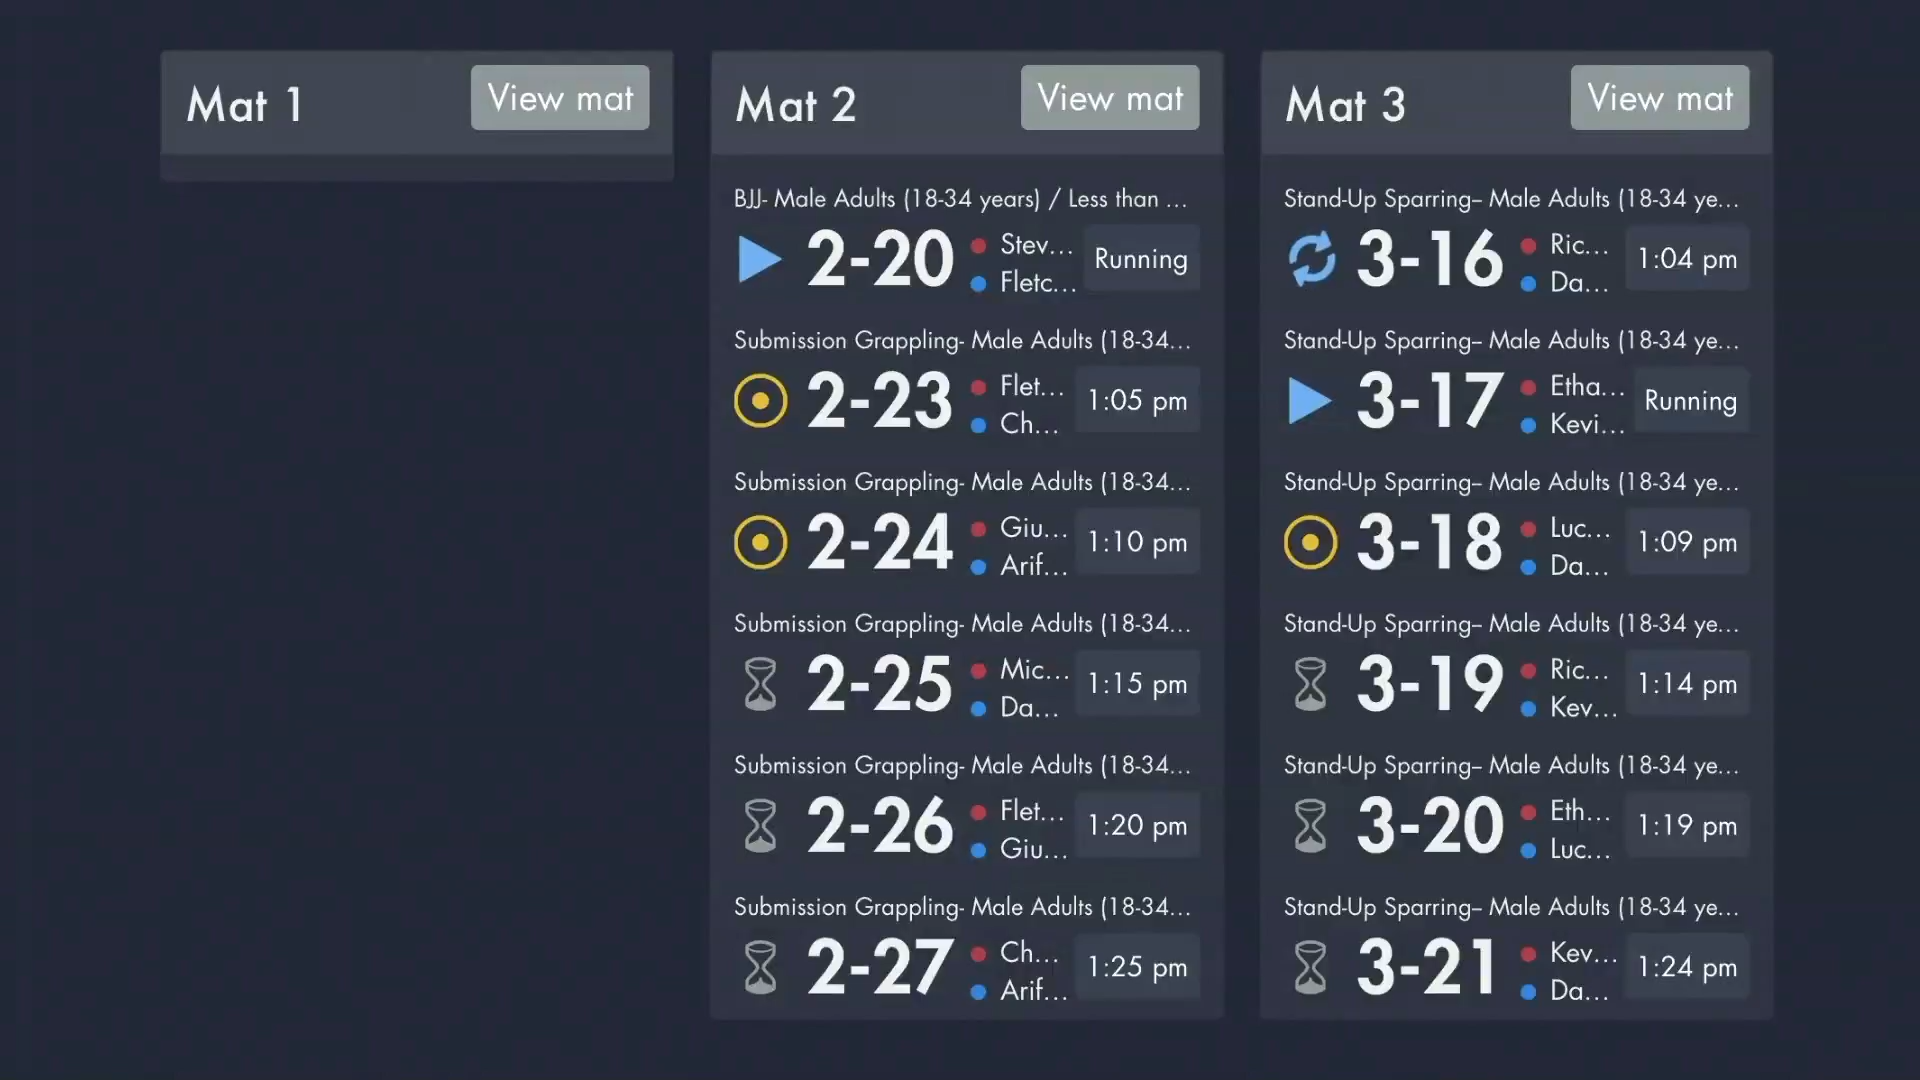 Mat 1
View mat
Mat 2
View mat
BJJ- Male Adults (18-34 years) / Less than ...
2-20
Stev...
Fletc...
Running
Submission Grappling- Male Adults (18-34...
2-23
Flet...
Ch...
1:05 pm
Submission Grappling- Male Adults (18-34...
2-24
Giu...
Arif...
1:10 pm
Submission Grappling- Male Adults (18-34...
2-25
Mic...
Da...
1:15 pm
Submission Grappling- Male Adults (18-34...
2-26
Flet...
Giu...
1:20 pm
Submission Grappling- Male Adults (18-34...
2-27
Ch...
Arif...
1:25 pm
Mat 3
View mat
Stand-Up Sparring– Male Adults (18-34 ye...
3-16
Ric...
Da...
1:04 pm
Stand-Up Sparring– Male Adults (18-34 ye...
3-17
Etha...
Kevi...
Running
Stand-Up Sparring– Male Adults (18-34 ye...
3-18
Luc...
Da...
1:09 pm
Stand-Up Sparring– Male Adults (18-34 ye...
3-19
Ric...
Kev...
1:14 pm
Stand-Up Sparring– Male Adults (18-34 ye...
3-20
Eth...
Luc...
1:19 pm
Stand-Up Sparring– Male Adults (18-34 ye...
3-21
Kev...
Da...
1:24 pm